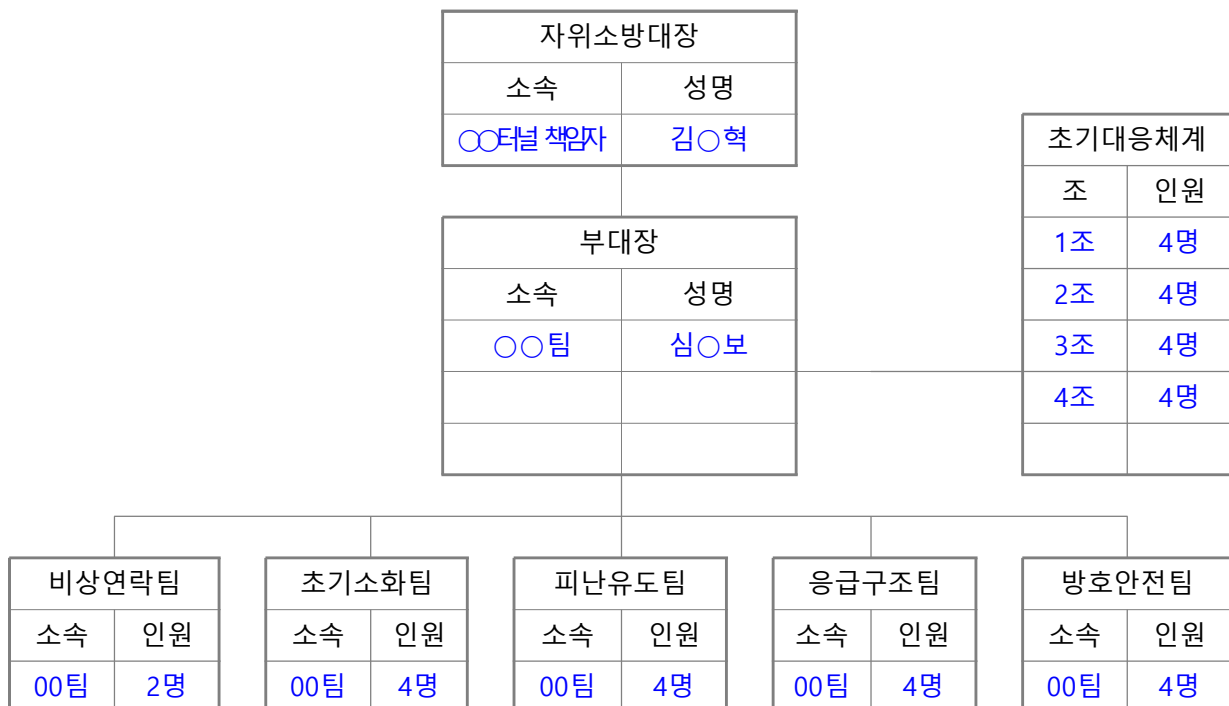 자위소방대장
소속 성명
○○터널 책임자 김○혁
초기대응체계
조 인원
1조 4명
2조 4명
3조 4명
4조 4명
부대장
소속 성명
○○팀 심○보
비상연락팀 초기소화팀 피난유도팀 응급구조팀 방호안전팀
소속 인원 소속 인원 소속 인원 소속 인원 소속 인원
00팀 2명 00팀 4명 00팀 4명 00팀 4명 00팀 4명